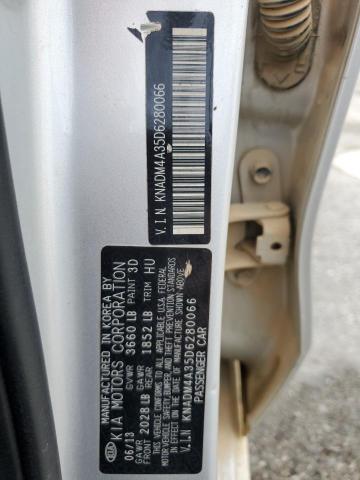 V.I.N. KNADM4A35D6280066
MANUFACTURED IN KOREA BY
KIA KIA MOTORS CORPORATION
06/13 GVWR 3660 LB PAINT 3D
GAWR FRONT 2028 LB GAWR REAR 1852 LB TRIM HU
THIS VEHICLE CONFORMS TO ALL APPLICABLE U.S.A. FEDERAL
MOTOR VEHICLE SAFETY, BUMPER, AND THEFT PREVENTION STANDARDS
IN EFFECT ON THE DATE OF MANUFACTURE SHOWN ABOVE.
V.I.N. KNADM4A35D6280066
PASSENGER CAR